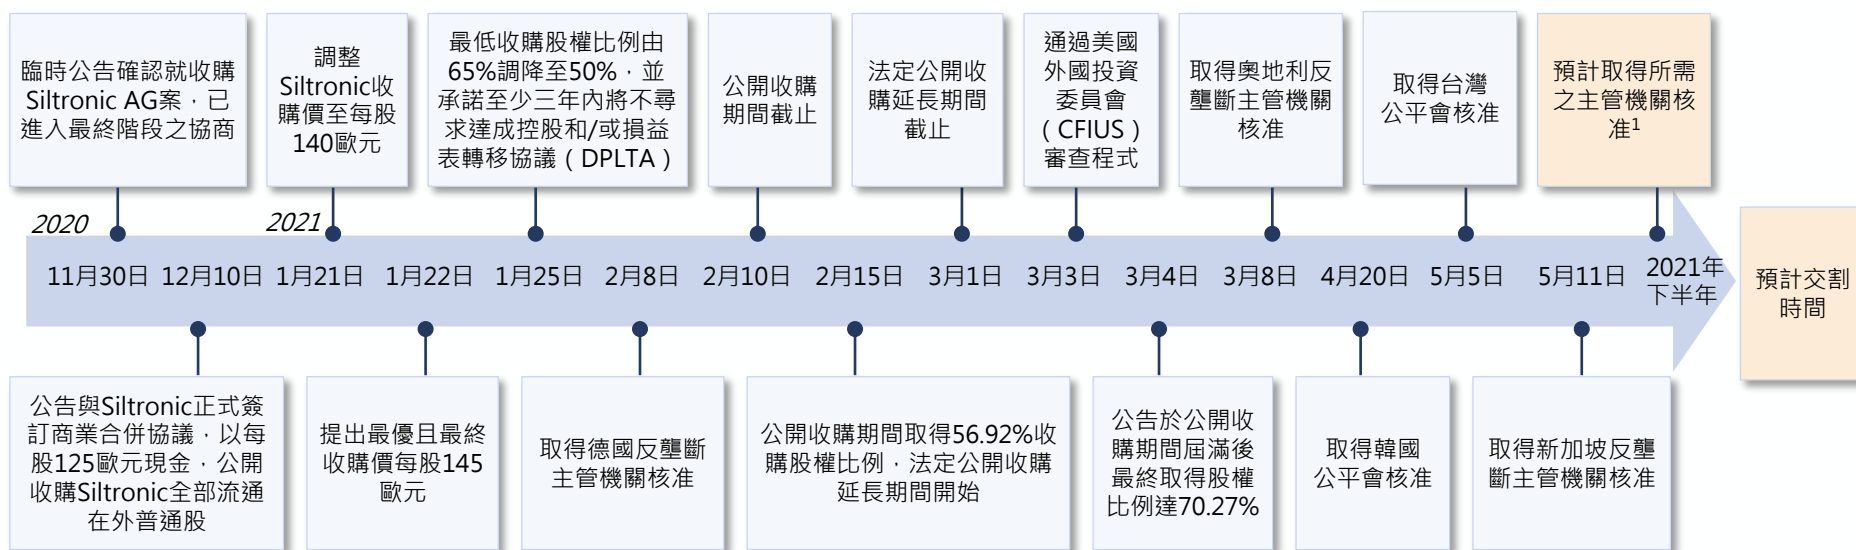 臨時公告確認就收購
Siltronic AG案，已
進入最終階段之協商
調整
Siltronic收
購價至每股
140歐元
最低收購股權比例由
65%調降至50%，並
承諾至少三年內將不尋
求達成控股和/或損益
表轉移協議（DPLTA）
公開收購
期間截止
法定公開收
購延長期間
截止
通過美國
外國投資
委員會
（CFIUS）
審查程式
取得奧地利反
壟斷主管機關
核准
取得台灣
公平會核准
預計取得所需
之主管機關核
准1
2020
2021
11月30日
12月10日
1月21日
1月22日
1月25日
2月8日
2月10日
2月15日
3月1日
3月3日
3月4日
3月8日
4月20日
5月5日
5月11日
2021年
下半年
預計交割
時間
公告與Siltronic正式簽
訂商業合併協議，以每
股125歐元現金，公開
收購Siltronic全部流通
在外普通股
提出最優且最終
收購價每股145
歐元
取得德國反壟斷
主管機關核准
公開收購期間取得56.92%收
購股權比例，法定公開收購
延長期間開始
公告於公開收
購期間屆滿後
最終取得股權
比例達70.27%
取得韓國
公平會核准
取得新加坡反壟
斷主管機關核准